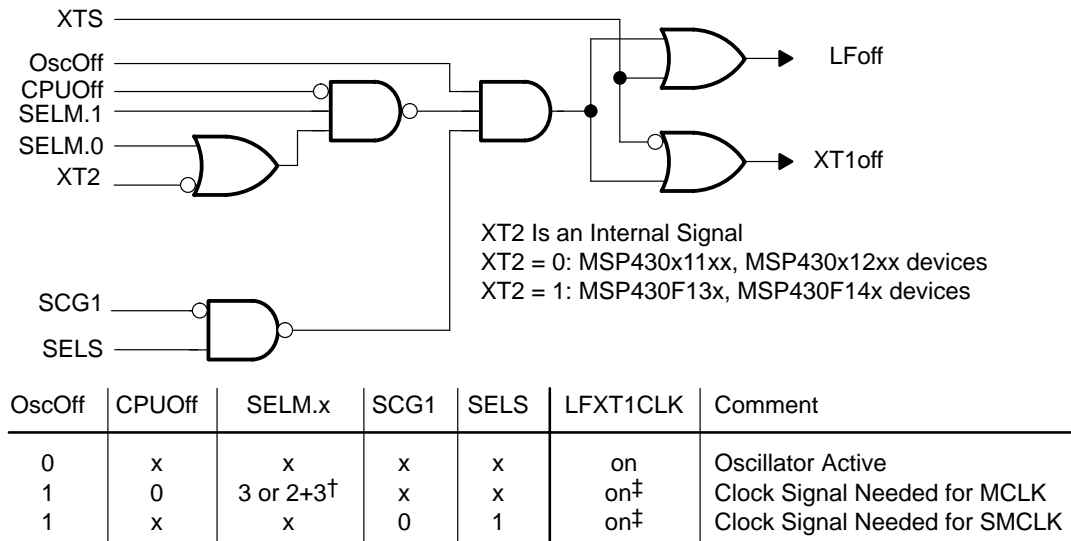 XTS
OscOff
CPUOff
SELM.1
SELM.0
XT2
LFoff
XT1off
XT2 Is an Internal Signal
XT2 = 0: MSP430x11xx, MSP430x12xx devices
XT2 = 1: MSP430F13x, MSP430F14x devices
SCG1
SELS
OscOff CPUOff SELM.x SCG1 SELS LFXT1CLK Comment
0 x x x x on Oscillator Active
1 0 3 or 2+3† x x on‡ Clock Signal Needed for MCLK
1 x x 0 1 on‡ Clock Signal Needed for SMCLK